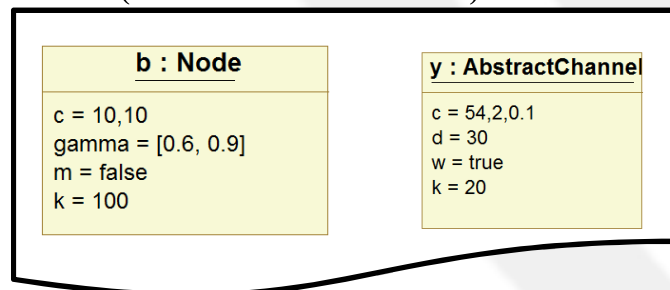 b : Node
c = 10,10
gamma = [0.6, 0.9]
m = false
k = 100
y : AbstractChannel
c = 54,2,0.1
d = 30
w = true
k = 20